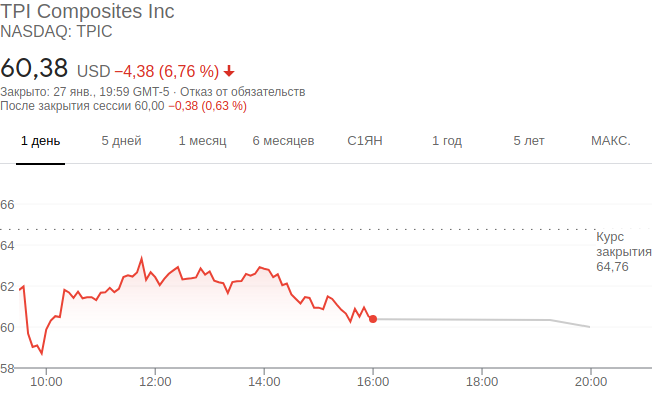 TPI Composites Inc
NASDAQ: TPIC
60,38 USD −4,38 (6,76 %)
Закрыто: 27 янв., 19:59 GMT-5 · Отказ от обязательств
После закрытия сессии 60,00 −0,38 (0,63 %)
1 день 5 дней 1 месяц 6 месяцев С1ЯН 1 год 5 лет МАКС.
66
64
62
60
58
Курс
закрытия
64,76
10:00 12:00 14:00 16:00 18:00 20:00